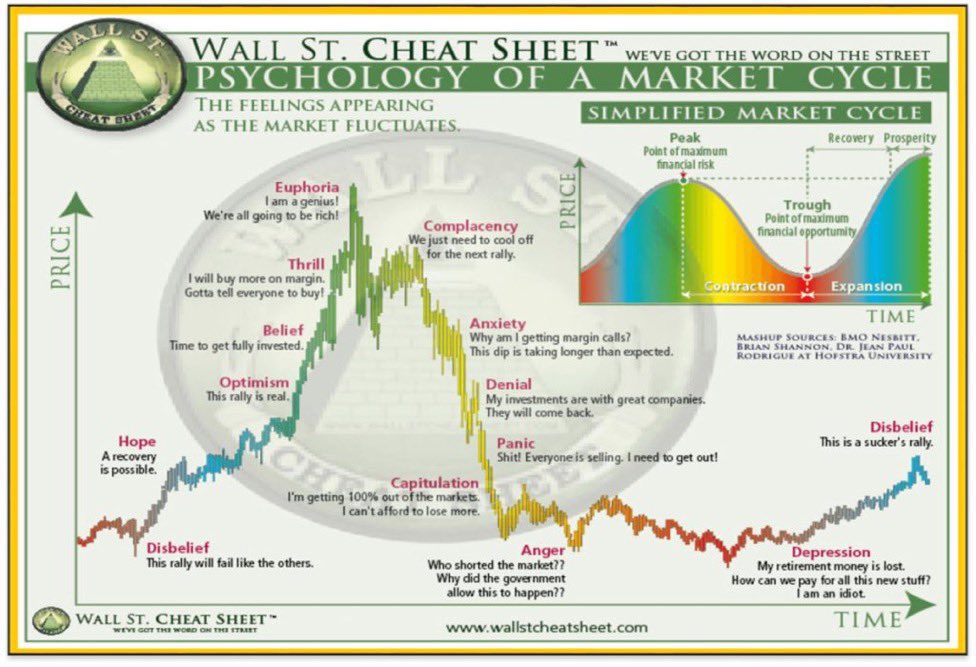 WALL ST.
CHEAT SHEET
WALL ST. CHEAT SHEET™ WE'VE GOT THE WORD ON THE STREET
PSYCHOLOGY OF A MARKET CYCLE
THE FEELINGS APPEARING
AS THE MARKET FLUCTUATES.
SIMPLIFIED MARKET CYCLE
Peak
Point of maximum
financial risk
Recovery
Prosperity
Trough
Point of maximum
financial opportunity
Contraction
Expansion
PRICE
TIME
MASHUP SOURCES: BMO NESBITT,
BRIAN SHANNON, DR. JEAN PAUL
RODRIGUE AT HOFSTRA UNIVERSITY
WALL ST.
CHEAT SHEET
PRICE
Disbelief
This rally will fail like the others.
Hope
A recovery
is possible.
Optimism
This rally is real.
Belief
Time to get fully invested.
Thrill
I will buy more on margin.
Gotta tell everyone to buy!
Euphoria
I am a genius!
We're all going to be rich!
Complacency
We just need to cool off
for the next rally.
Anxiety
Why am I getting margin calls?
This dip is taking longer than expected.
Denial
My investments are with great companies.
They will come back.
Panic
Shit! Everyone is selling. I need to get out!
Capitulation
I'm getting 100% out of the markets.
I can't afford to lose more.
Anger
Who shorted the market??
Why did the government
allow this to happen??
Depression
My retirement money is lost.
How can we pay for all this new stuff?
I am an idiot.
Disbelief
This is a sucker's rally.
TIME
WALL ST. CHEAT SHEET™
WE'VE GOT THE WORD ON THE STREET
www.wallstcheatsheet.com